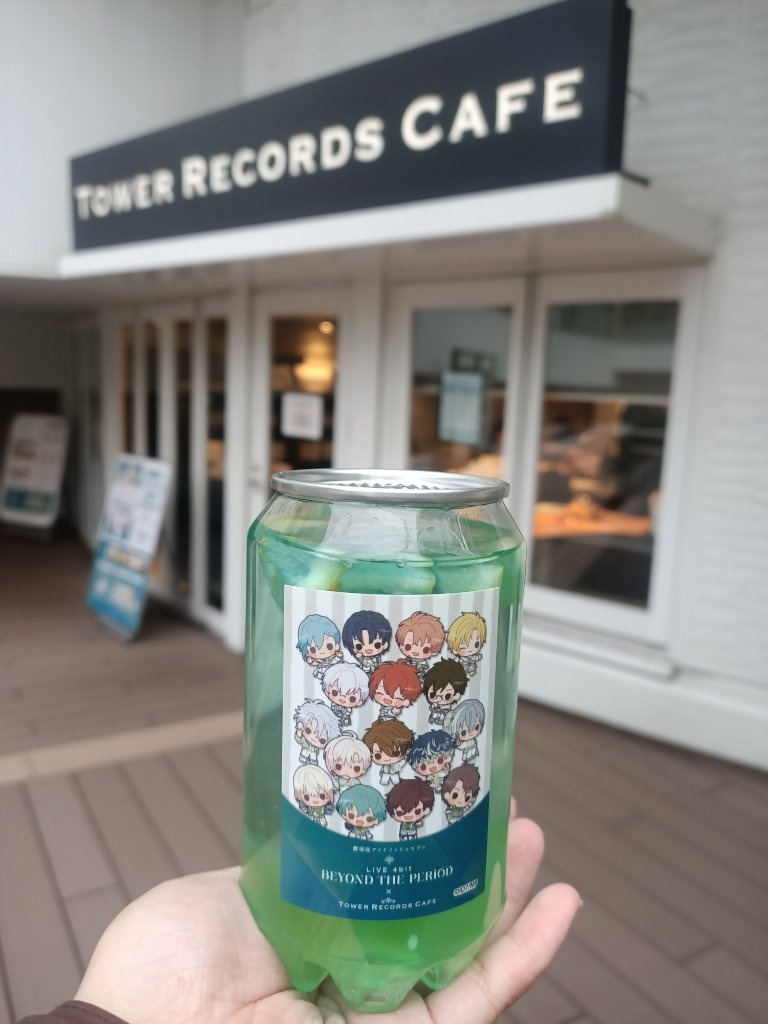 TOWER RECORDS CAFE
劇場版アイドリッシュセブン
LIVE 4bit
BEYOND THE PERIOD
×
TOWER RECORDS CAFE